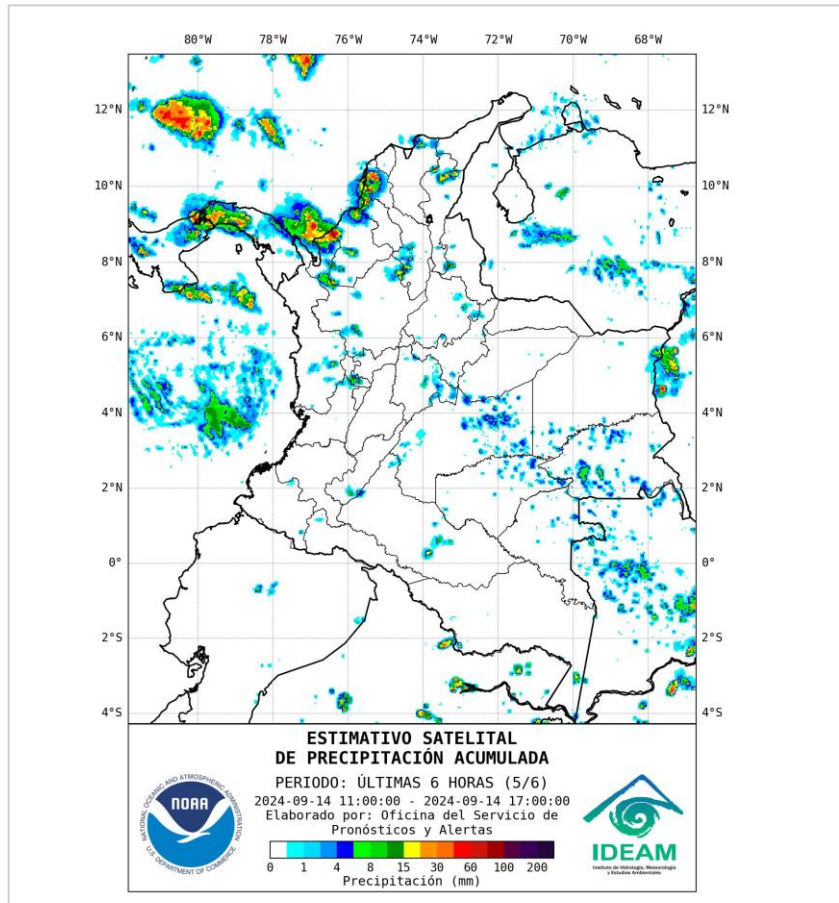 80°W 78°W 76°W 74°W 72°W 70°W 68°W
12°N 12°N
10°N 10°N
8°N 8°N
6°N 6°N
4°N 4°N
2°N 2°N
0° 0°
2°S 2°S
4°S 4°S
ESTIMATIVO SATELITAL
DE PRECIPITACIÓN ACUMULADA
PERIODO: ÚLTIMAS 6 HORAS (5/6)
2024-09-14 11:00:00 - 2024-09-14 17:00:00
Elaborado por: Oficina del Servicio de
Pronósticos y Alertas
0 1 4 8 15 30 60 100 200
Precipitación (mm)
NATIONAL OCEANIC AND ATMOSPHERIC ADMINISTRATION
NOAA
U.S. DEPARTMENT OF COMMERCE
IDEAM
Instituto de Hidrología, Meteorología
y Estudios Ambientales